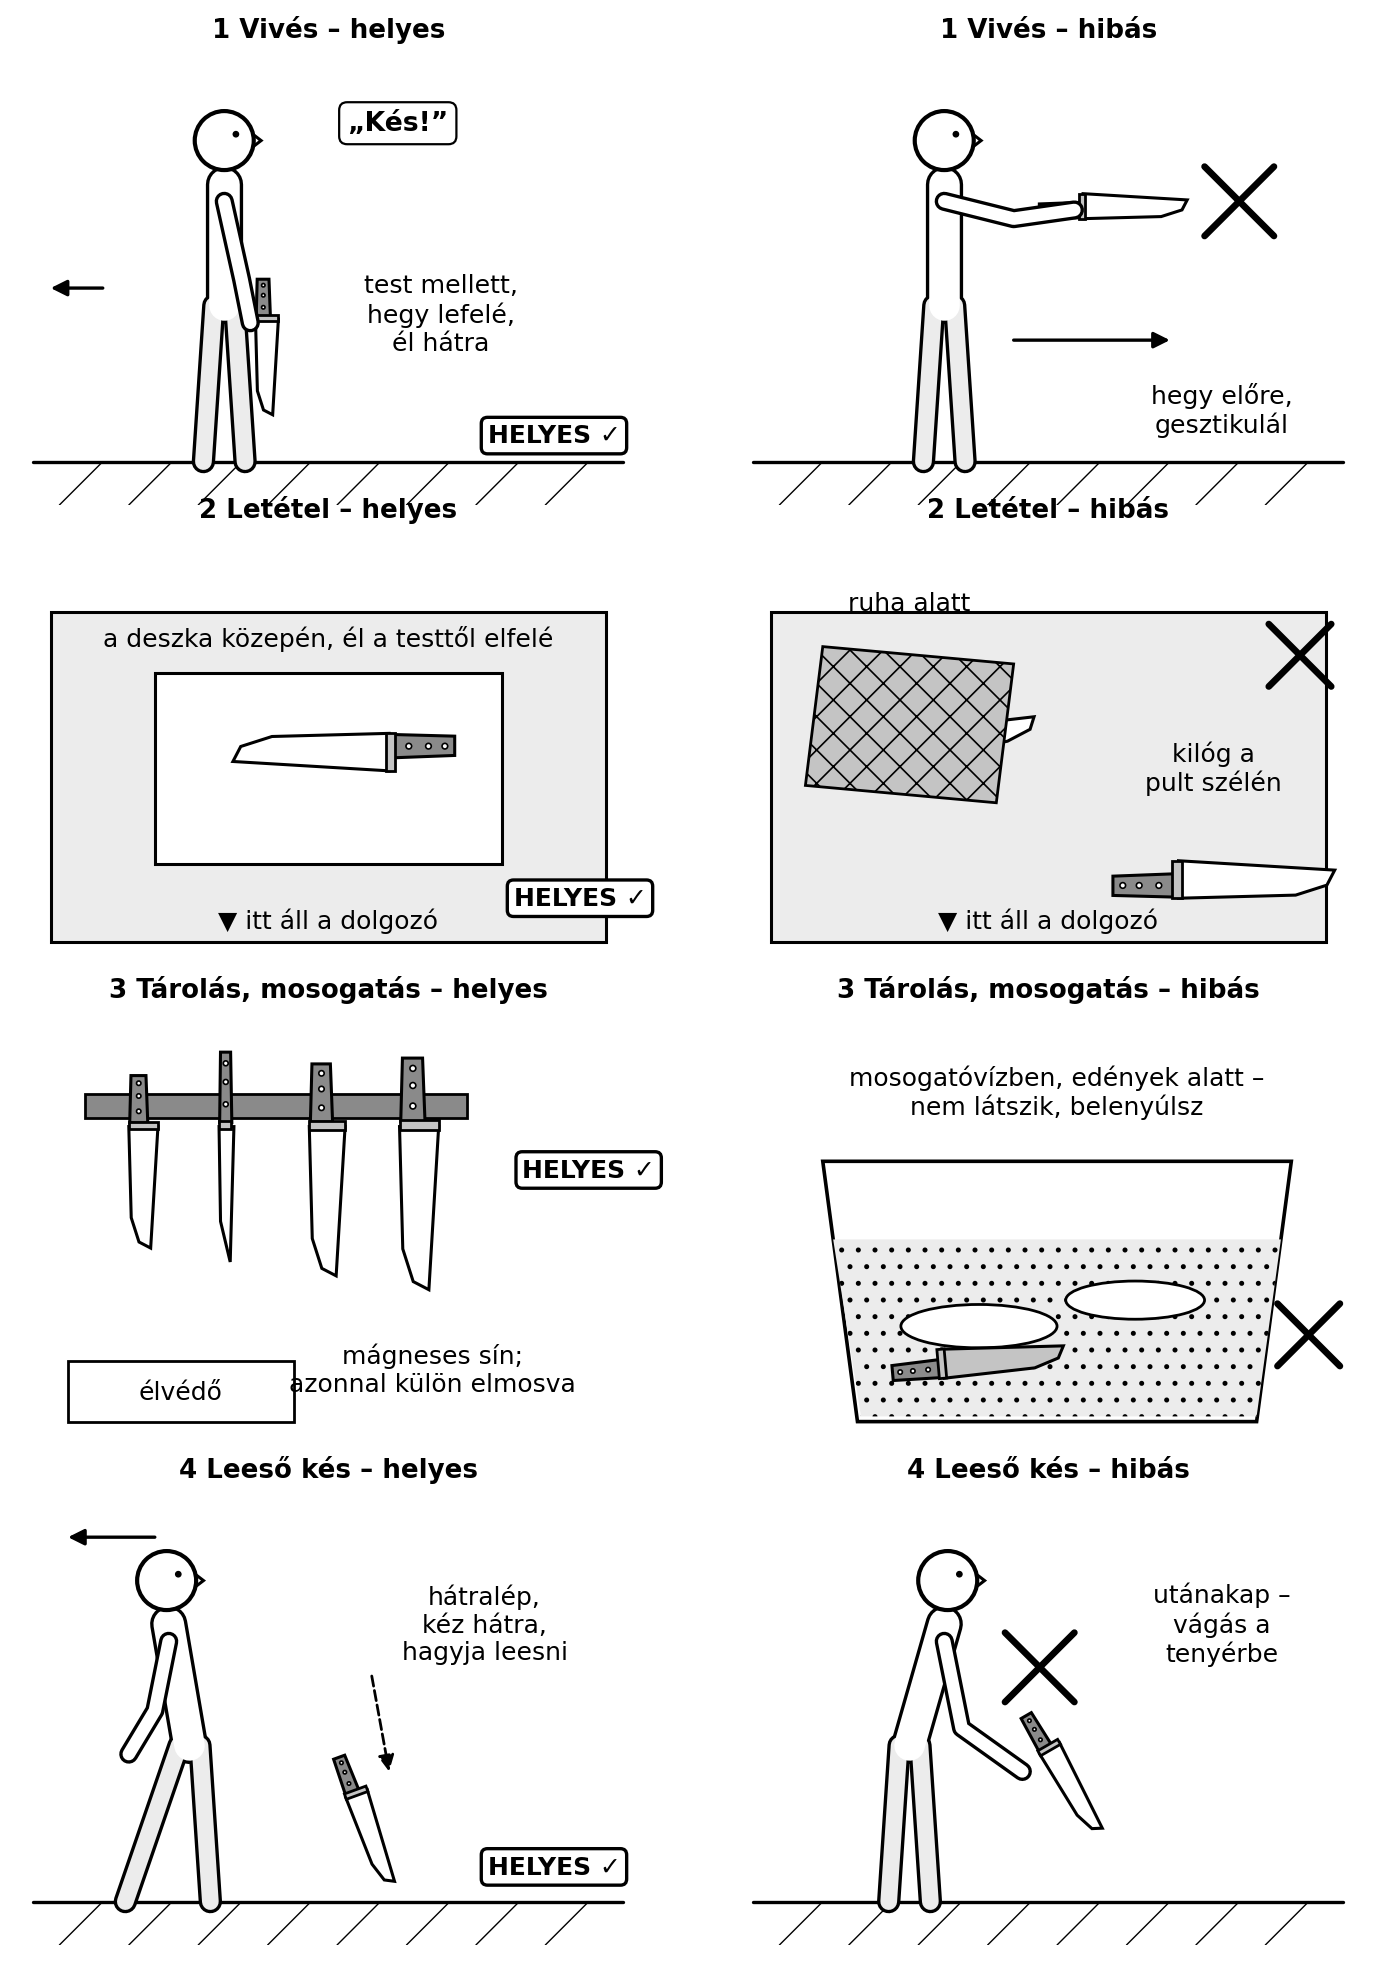 1 Vivés – helyes
„Kés!”
test mellett,
hegy lefelé,
él hátra
HELYES ✓
1 Vivés – hibás
hegy előre,
gesztikulál
2 Letétel – helyes
a deszka közepén, él a testtől elfelé
HELYES ✓
▼ itt áll a dolgozó
2 Letétel – hibás
ruha alatt
kilóg a
pult szélén
▼ itt áll a dolgozó
3 Tárolás, mosogatás – helyes
HELYES ✓
mágneses sín;
azonnal külön elmosva
élvédő
3 Tárolás, mosogatás – hibás
mosogatóvízben, edények alatt –
nem látszik, belenyúlsz
4 Leeső kés – helyes
hátralép,
kéz hátra,
hagyja leesni
HELYES ✓
4 Leeső kés – hibás
utánakap –
vágás a
tenyérbe